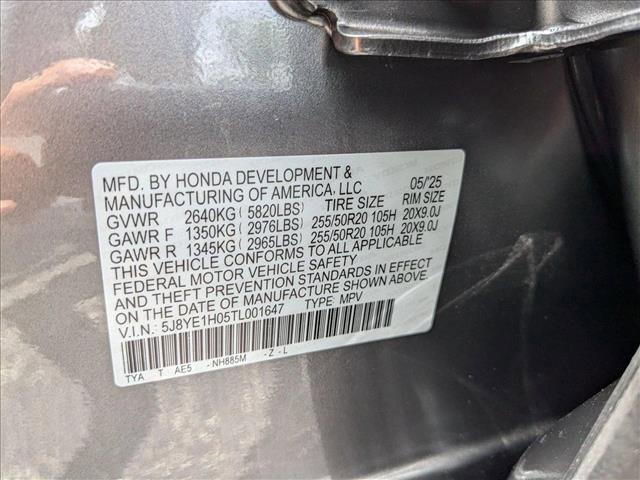 MFD. BY HONDA DEVELOPMENT &
MANUFACTURING OF AMERICA, LLC 05/'25
GVWR 2640KG ( 5820LBS) TIRE SIZE RIM SIZE
GAWR F 1350KG ( 2976LBS) 255/50R20 105H 20X9.0J
GAWR R 1345KG ( 2965LBS) 255/50R20 105H 20X9.0J
THIS VEHICLE CONFORMS TO ALL APPLICABLE
FEDERAL MOTOR VEHICLE SAFETY
AND THEFT PREVENTION STANDARDS IN EFFECT
ON THE DATE OF MANUFACTURE SHOWN ABOVE.
V.I.N.: 5J8YE1H05TL001647 TYPE: MPV
TYA T AE5 -NH885M -Z-L